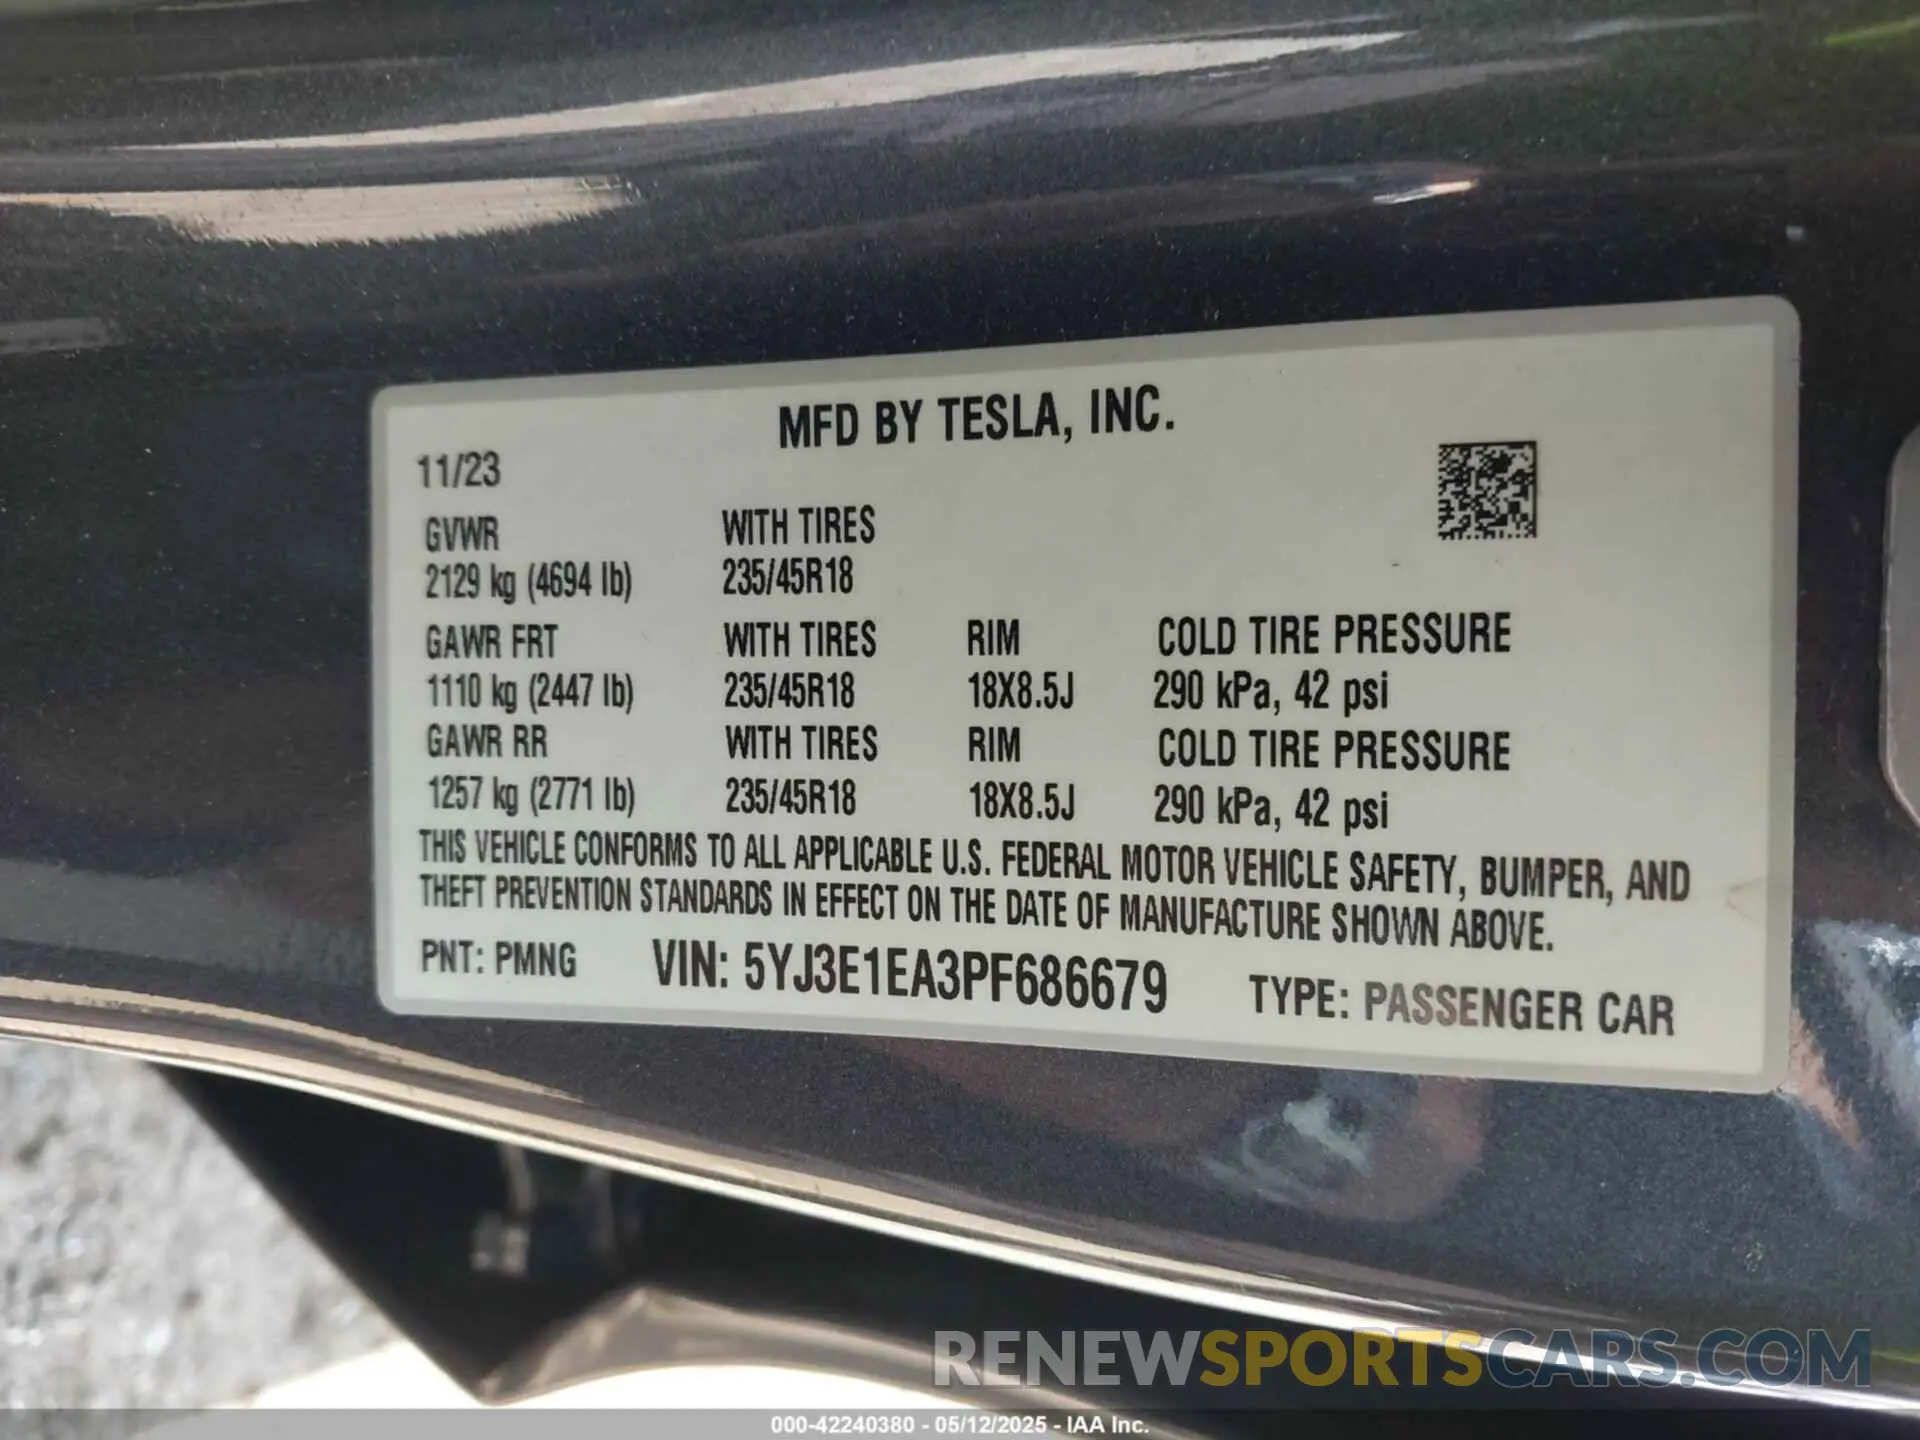 MFD BY TESLA, INC.
11/23
GVWR WITH TIRES
2129 kg (4694 lb) 235/45R18
GAWR FRT WITH TIRES RIM COLD TIRE PRESSURE
1110 kg (2447 lb) 235/45R18 18X8.5J 290 kPa, 42 psi
GAWR RR WITH TIRES RIM COLD TIRE PRESSURE
1257 kg (2771 lb) 235/45R18 18X8.5J 290 kPa, 42 psi
THIS VEHICLE CONFORMS TO ALL APPLICABLE U.S. FEDERAL MOTOR VEHICLE SAFETY, BUMPER, AND
THEFT PREVENTION STANDARDS IN EFFECT ON THE DATE OF MANUFACTURE SHOWN ABOVE.
PNT: PMNG VIN: 5YJ3E1EA3PF686679 TYPE: PASSENGER CAR
RENEWSPORTSCARS.COM
000-42240380 - 05/12/2025 - IAA Inc.